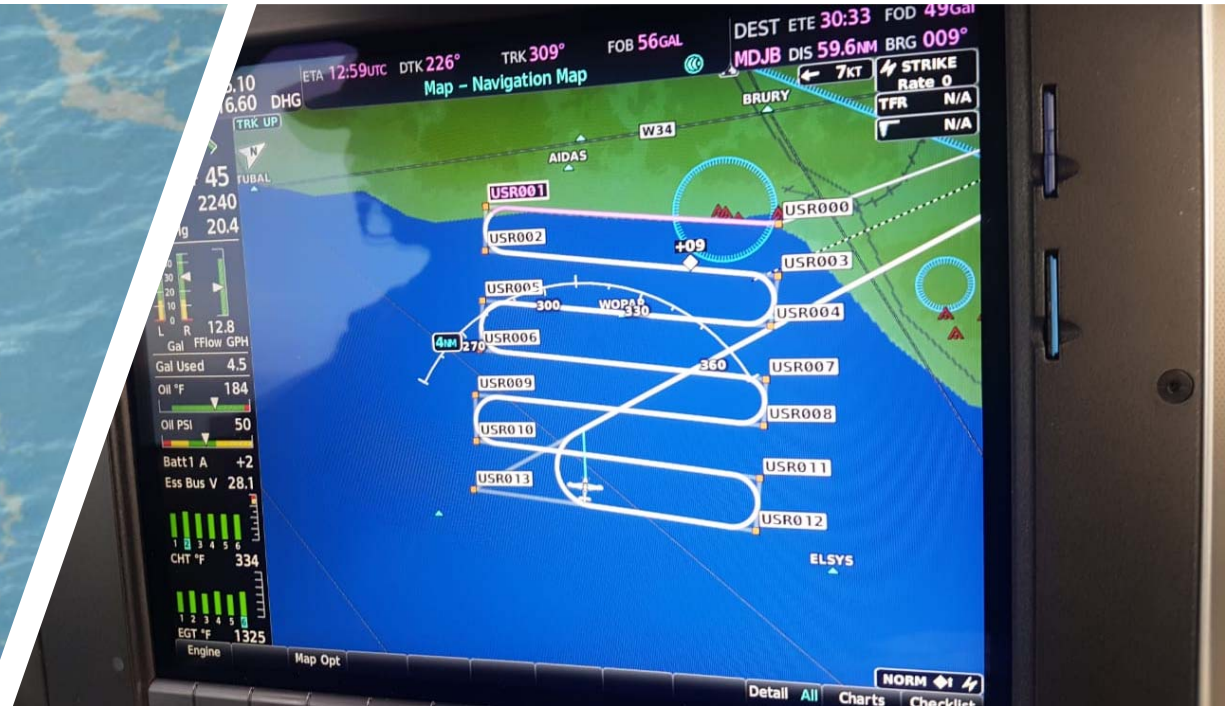 ETA 12:59UTC DTK 226° TRK 309° FOB 56GAL
DEST ETE 30:33 FOD 49Gal
MDJB DIS 59.6NM BRG 009°
Map – Navigation Map
DHG
7KT
STRIKE
Rate 0
TFR N/A
N/A
TRK UP
N
BRURY
W34
AIDAS
TUBAL
45
2240
20.4
USR001
USR000
USR002
+09
USR003
USR005
300
WOPAR
330
USR004
4NM
270
USR006
360
USR007
USR009
USR008
USR010
USR011
USR013
USR012
ELSYS
30
20
10
0
L R 12.8
Gal FFlow GPH
Gal Used 4.5
Oil °F 184
Oil PSI 50
Batt1 A +2
Ess Bus V 28.1
1 2 3 4 5 6
CHT °F 334
1 2 3 4 5 6
EGT °F 1325
Engine
Map Opt
NORM
Detail All
Charts
Checklist